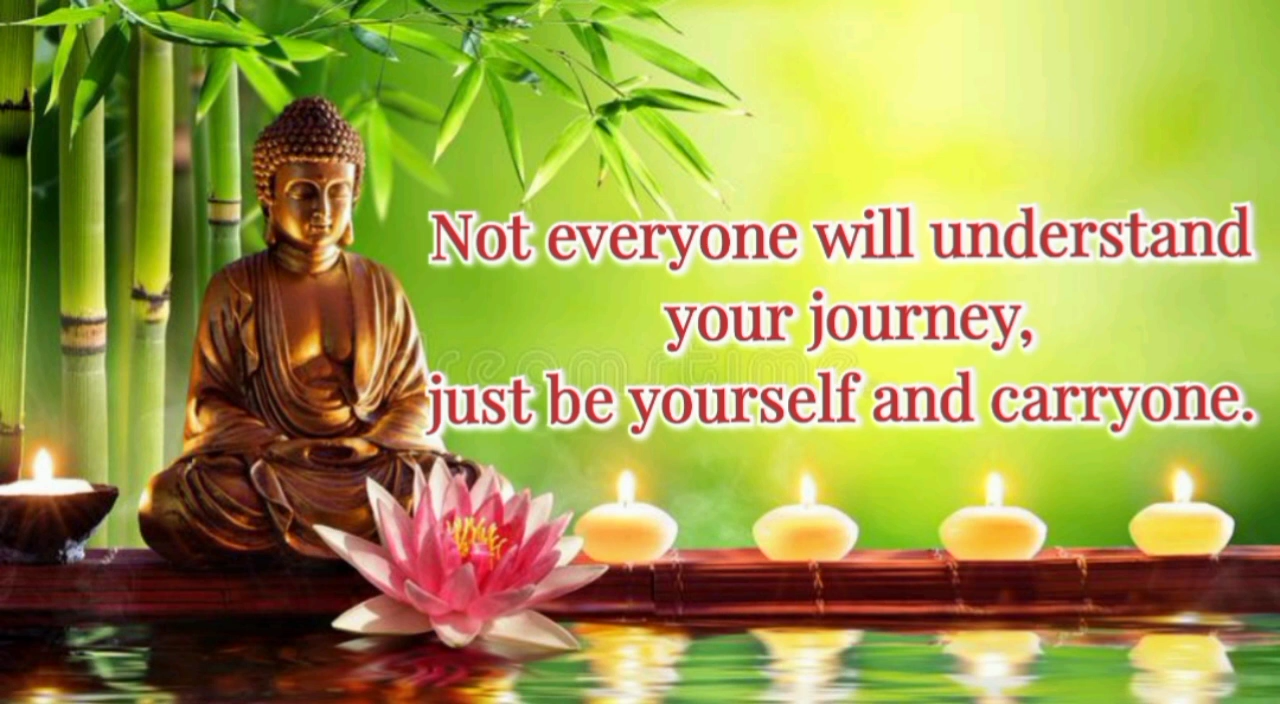 Not everyone will understand
your journey,
just be yourself and carryone.